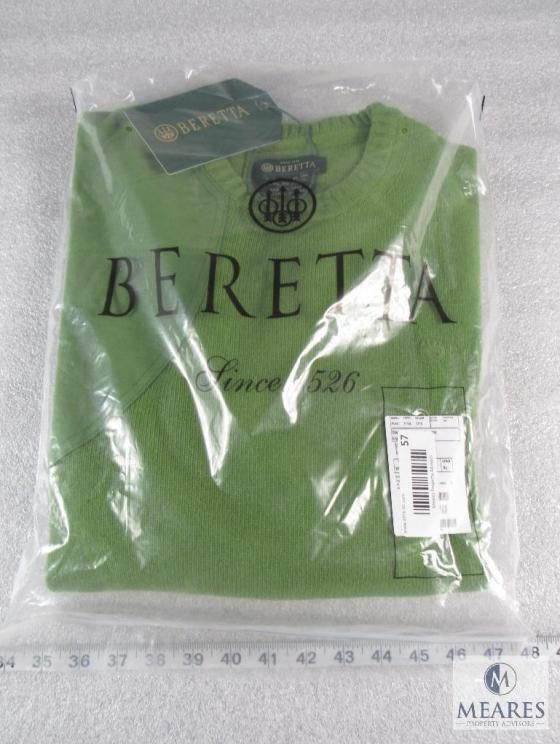 BERETTA
BERETTA
BERETTA
Since 1526
57
34 35 36 37 38 39 40 41 42 43 44 45 46 47 48
M
MEARES
PROPERTY ADVISORS